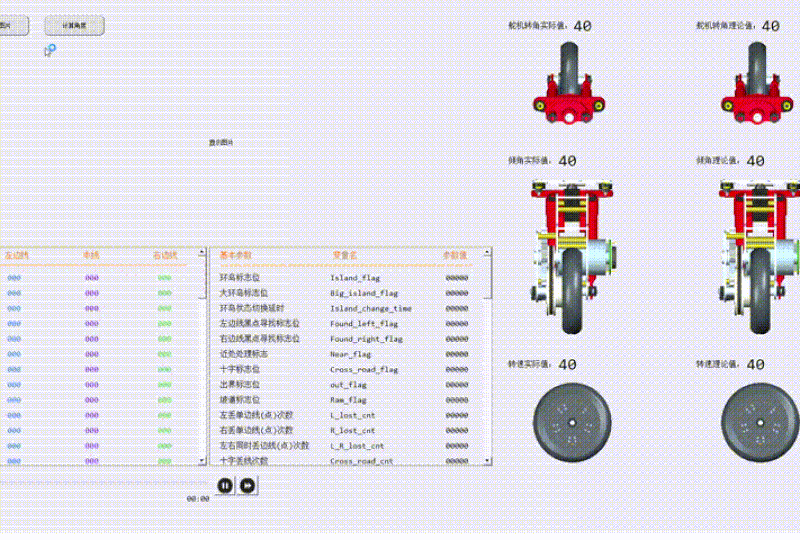 图片 计算角度
舵机转角实际值: 40 舵机转角理论值: 40
显示图片
倾角实际值: 40 倾角理论值: 40
左边线 中线 右边线 基本参数 变量名 参数值
000 000 000 环岛标志位 Island_flag 00000
000 000 000 大环岛标志位 Big_island_flag 00000
000 000 000 环岛状态切换延时 Island_change_time 00000
000 000 000 左边线黑点寻找标志位 Found_left_flag 00000
000 000 000 右边线黑点寻找标志位 Found_right_flag 00000
000 000 000 近处处理标志 Near_flag 00000
转速实际值: 40 转速理论值: 40
000 000 000 十字标志位 Cross_road_flag 00000
000 000 000 出界标志位 out_flag 00000
000 000 000 坡道标志位 Ram_flag 00000
000 000 000 左丢单边线(点)次数 L_lost_cnt 00000
000 000 000 右丢单边线(点)次数 R_lost_cnt 00000
000 000 000 左右同时丢边线(点)次数 L_R_lost_cnt 00000
000 000 000 十字丢线次数 Cross_road_cnt 00000
00:00